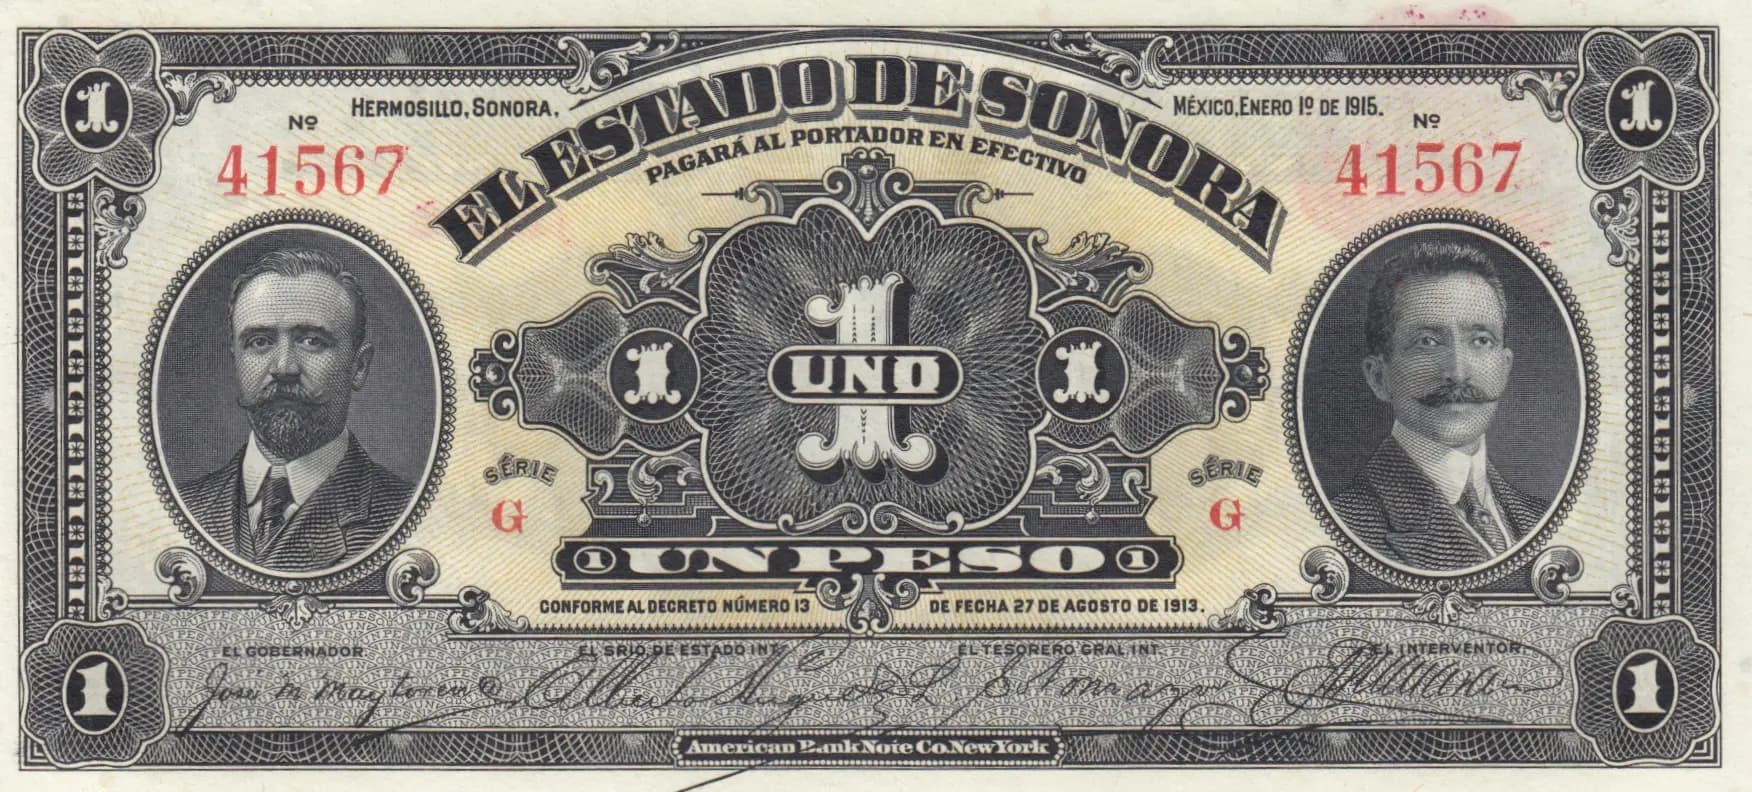 1
1
HERMOSILLO, SONORA,
EL ESTADO DE SONORA
MÉXICO, ENERO 1º DE 1915.
Nº
Nº
41567
41567
PAGARÁ AL PORTADOR EN EFECTIVO
1
1
UNO
1
SÉRIE
SÉRIE
G
G
1 UN PESO 1
CONFORME AL DECRETO NÚMERO 13 DE FECHA 27 DE AGOSTO DE 1913.
EL GOBERNADOR
EL SRIO. DE ESTADO INT.
EL TESORERO GRAL. INT.
EL INTERVENTOR.
1
José M Maytorena
1
American Bank Note Co. New York